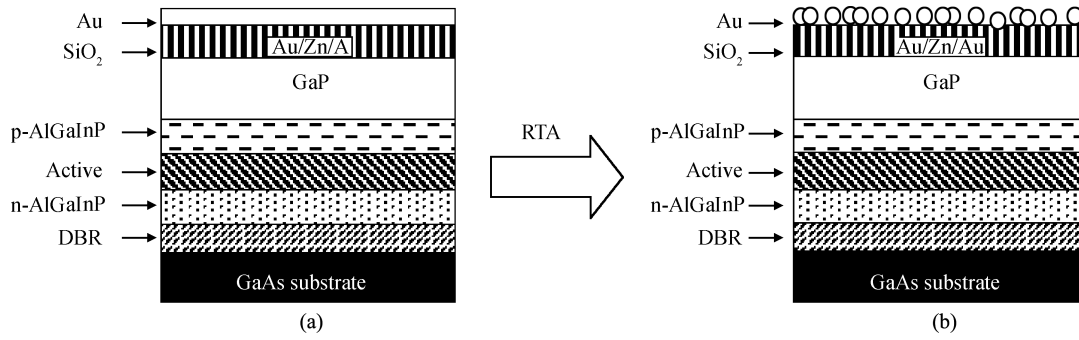 Au
SiO2
Au/Zn/A
GaP
p-AlGaInP
Active
n-AlGaInP
DBR
GaAs substrate
(a)
RTA
Au
SiO2
Au/Zn/Au
GaP
p-AlGaInP
Active
n-AlGaInP
DBR
GaAs substrate
(b)